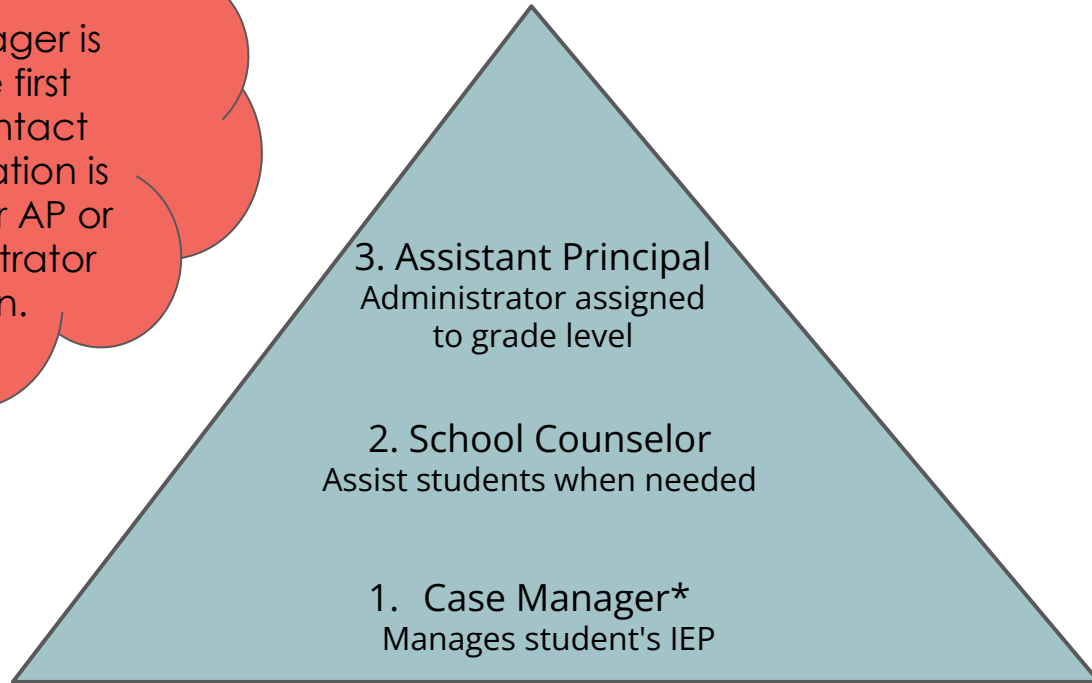 ager is
first
ntact
ation is
r AP or
trator
n.
3. Assistant Principal
Administrator assigned
to grade level
2. School Counselor
Assist students when needed
1. Case Manager*
Manages student's IEP